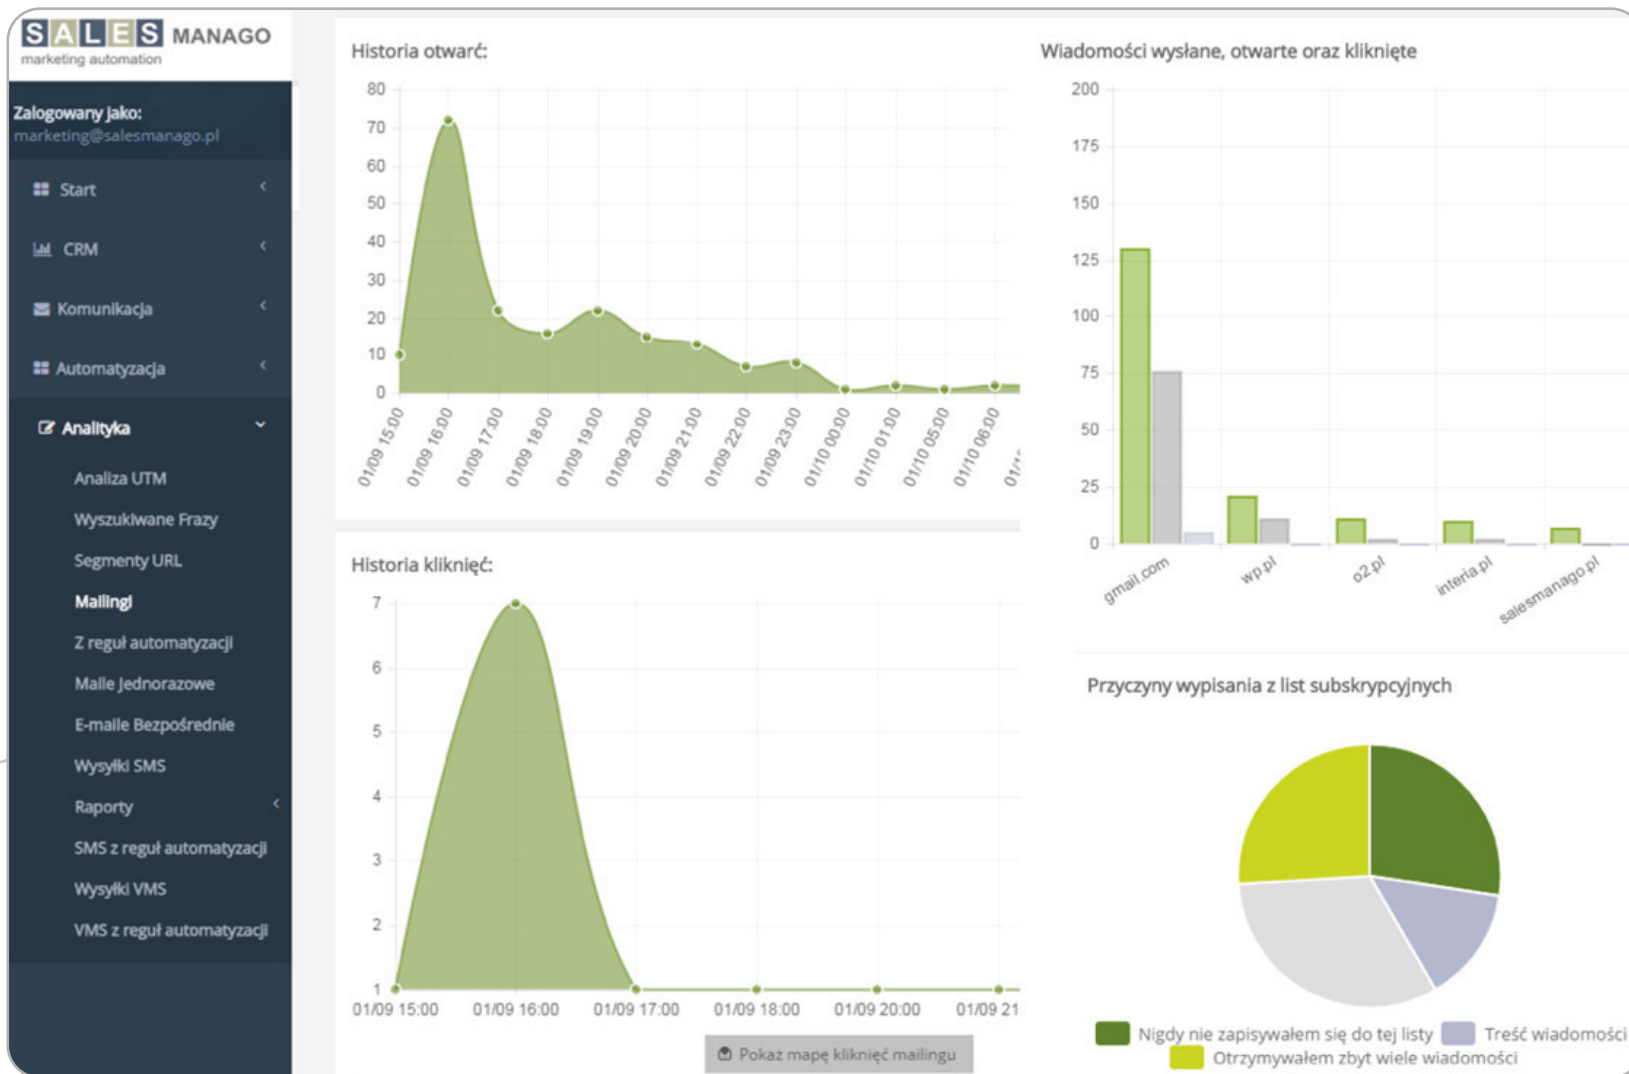 SALES MANAGO
marketing automation
Zalogowany jako:
marketing@salesmanago.pl
Start
CRM
Komunikacja
Automatyzacja
Analityka
Analiza UTM
Wyszukiwane Frazy
Segmenty URL
Mailingi
Z reguł automatyzacji
Maile Jednorazowe
E-maile Bezpośrednie
Wysyłki SMS
Raporty
SMS z reguł automatyzacji
Wysyłki VMS
VMS z reguł automatyzacji
Historia otwarć:
80
70
60
50
40
30
20
10
0
01/09 15:00
01/09 16:00
01/09 17:00
01/09 18:00
01/09 19:00
01/09 20:00
01/09 21:00
01/09 22:00
01/09 23:00
01/10 00:00
01/10 01:00
01/10 05:00
01/10 06:00
Historia kliknięć:
7
6
5
4
3
2
1
01/09 15:00 01/09 16:00 01/09 17:00 01/09 18:00 01/09 20:00 01/09 21
Pokaż mapę kliknięć mailingu
Wiadomości wysłane, otwarte oraz kliknięte
200
175
150
125
100
75
50
25
0
gmail.com
wp.pl
o2.pl
interia.pl
salesmanago.pl
Przyczyny wypisania z list subskrypcyjnych
Nigdy nie zapisywałem się do tej listy Treść wiadomości
Otrzymywałem zbyt wiele wiadomości